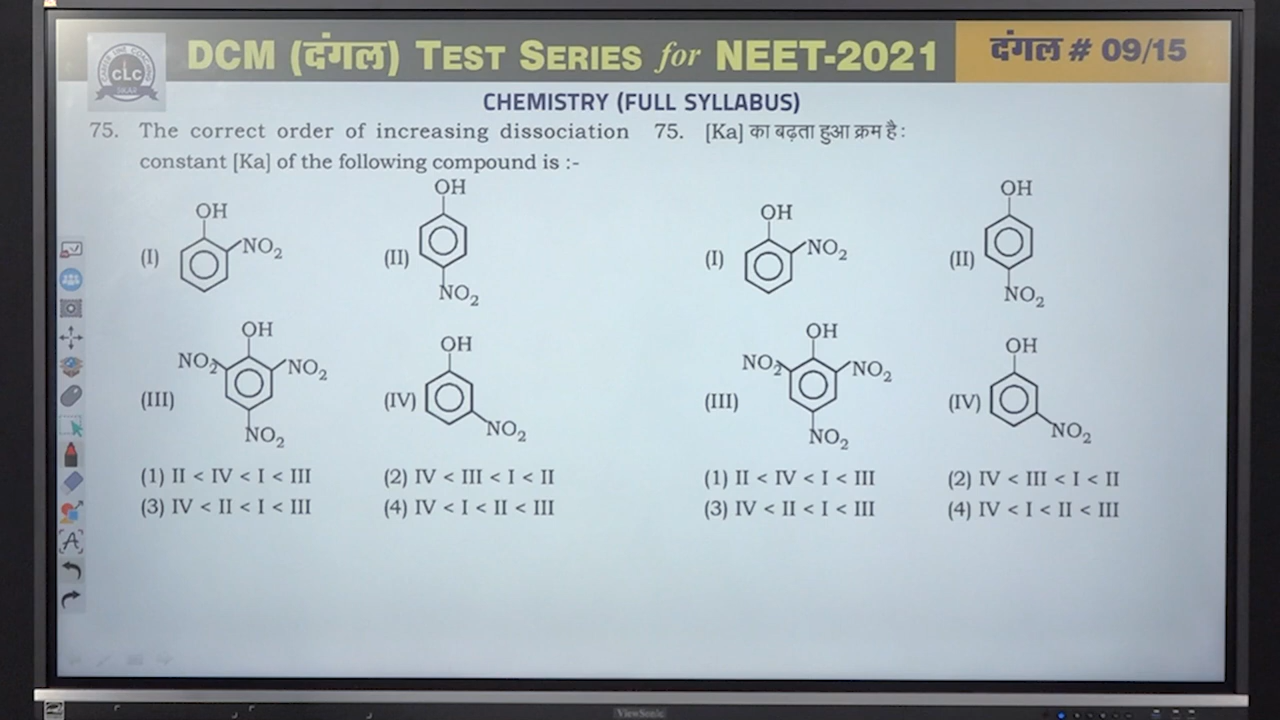 DCM (दंगल) TEST SERIES for NEET-2021
दंगल # 09/15
CLC
SIKAR
CHEMISTRY (FULL SYLLABUS)
75. The correct order of increasing dissociation
constant [Ka] of the following compound is :-
OH
(I)
NO₂
OH
(II)
NO₂
OH
NO₂
NO₂
(III)
NO₂
OH
(IV)
NO₂
(1) II < IV < I < III
(2) IV < III < I < II
(3) IV < II < I < III
(4) IV < I < II < III
75. [Ka] का बढ़ता हुआ क्रम है :
OH
(I)
NO₂
OH
(II)
NO₂
OH
NO₂
NO₂
(III)
NO₂
OH
(IV)
NO₂
(1) II < IV < I < III
(2) IV < III < I < II
(3) IV < II < I < III
(4) IV < I < II < III
A
ViewSonic